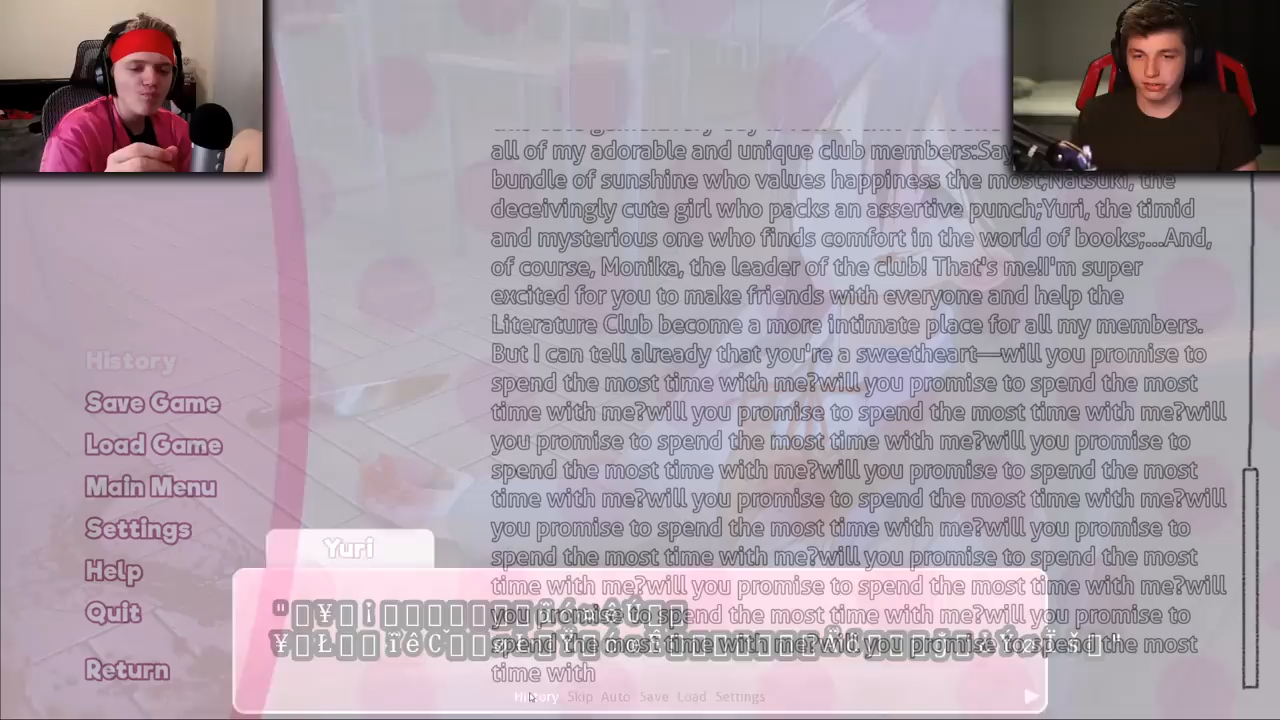 all of my adorable and unique club members:Say
bundle of sunshine who values happiness the most;Natsuki, the
deceivingly cute girl who packs an assertive punch;Yuri, the timid
and mysterious one who finds comfort in the world of books;...And,
of course, Monika, the leader of the club! That's me!I'm super
excited for you to make friends with everyone and help the
Literature Club become a more intimate place for all my members.
But I can tell already that you're a sweetheart—will you promise to
spend the most time with me?will you promise to spend the most
time with me?will you promise to spend the most time with me?will
you promise to spend the most time with me?will you promise to
spend the most time with me?will you promise to spend the most
time with me?will you promise to spend the most time with me?will
you promise to spend the most time with me?will you promise to
spend the most time with me?will you promise to spend the most
time with me?will you promise to spend the most time with me?will
you promise to spend the most time with me?will you promise to
spend the most time with me?will you promise to spend the most
time with
History
Save Game
Load Game
Main Menu
Settings
Help
Quit
Return
Yuri
History Skip Auto Save Load Settings